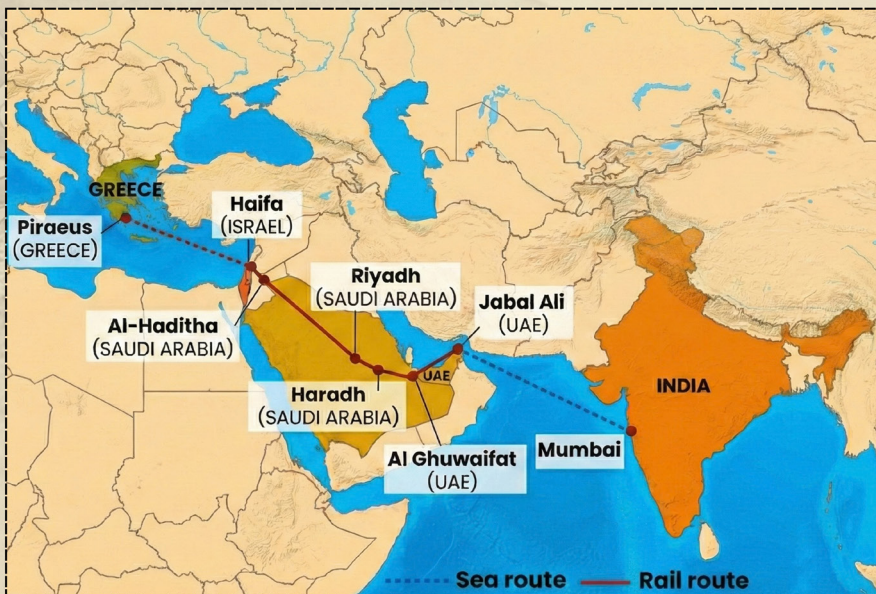 GREECE
Piraeus
(GREECE)
Haifa
(ISRAEL)
Al-Haditha
(SAUDI ARABIA)
Riyadh
(SAUDI ARABIA)
Jabal Ali
(UAE)
Haradh
(SAUDI ARABIA)
UAE
Al Ghuwaifat
(UAE)
INDIA
Mumbai
Sea route
Rail route